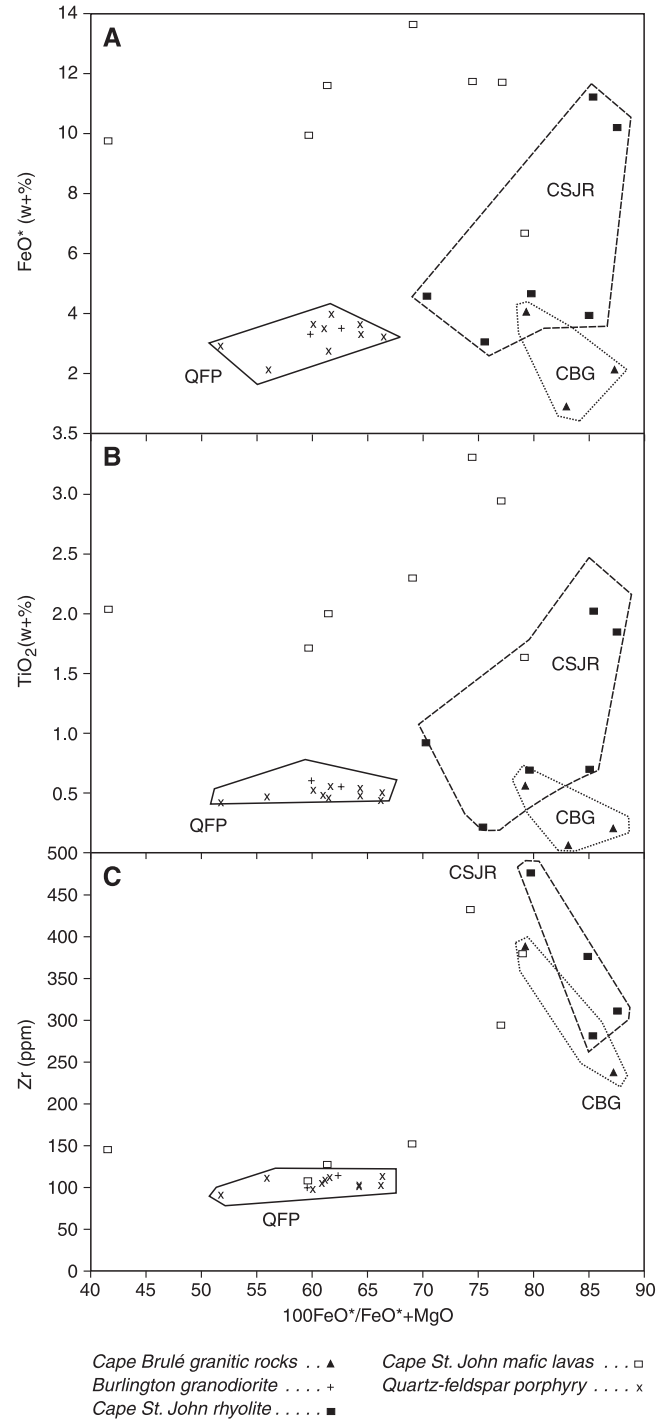 14
A
12
10
FeO* (w+%)
8
CSJR
6
4
QFP
CBG
2
3.5
B
3.0
2.5
2.0
TiO2(w+%)
CSJR
1.5
1.0
0.5
QFP
CBG
500
C
CSJR
450
400
350
300
Zr (ppm)
250
CBG
200
150
100
QFP
50
0
40 45 50 55 60 65 70 75 80 85 90
100FeO*/FeO*+MgO
Cape Brulé granitic rocks . . ▲ Cape St. John mafic lavas . . . □
Burlington granodiorite . . . . + Quartz-feldspar porphyry . . . . x
Cape St. John rhyolite . . . . . ■